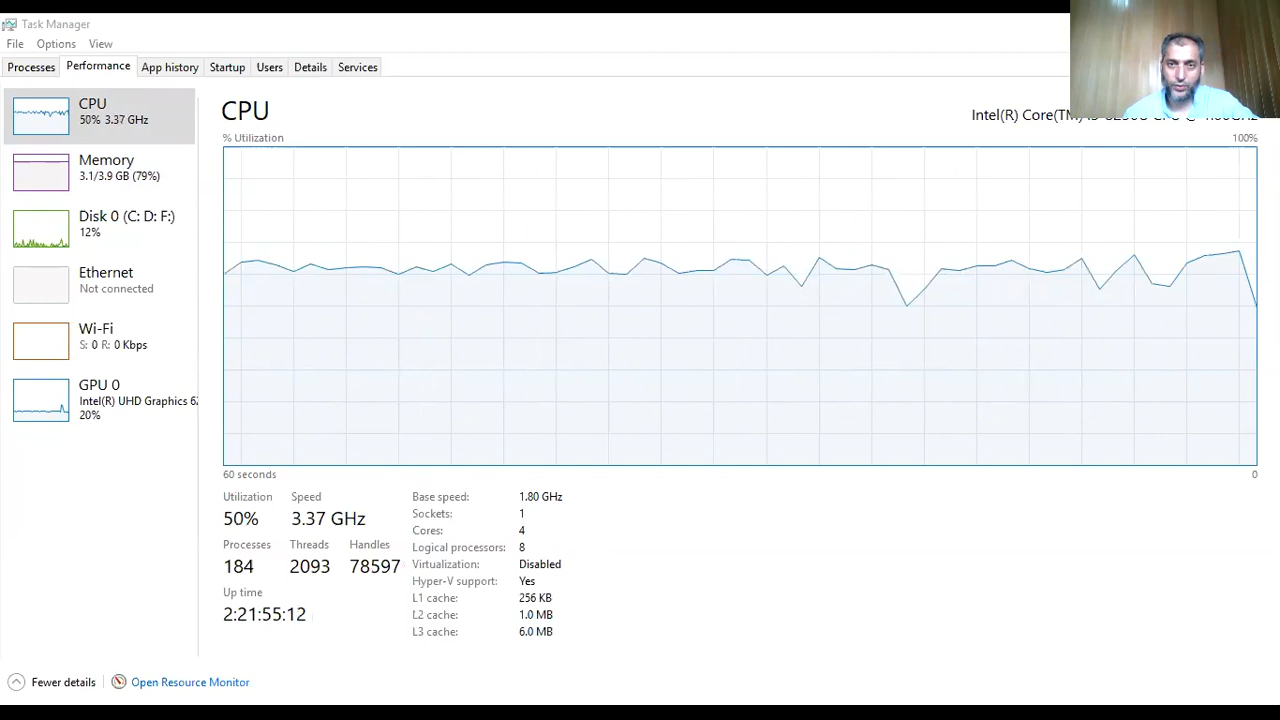 Task Manager
File Options View
Processes Performance App history Startup Users Details Services
CPU
50% 3.37 GHz
Memory
3.1/3.9 GB (79%)
Disk 0 (C: D: F:)
12%
Ethernet
Not connected
Wi-Fi
S: 0 R: 0 Kbps
GPU 0
Intel(R) UHD Graphics 62
20%
CPU
Intel(R) Core(TM)
% Utilization 100%
60 seconds 0
Utilization Speed
50% 3.37 GHz
Processes Threads Handles
184 2093 78597
Up time
2:21:55:12
Base speed: 1.80 GHz
Sockets: 1
Cores: 4
Logical processors: 8
Virtualization: Disabled
Hyper-V support: Yes
L1 cache: 256 KB
L2 cache: 1.0 MB
L3 cache: 6.0 MB
Fewer details Open Resource Monitor